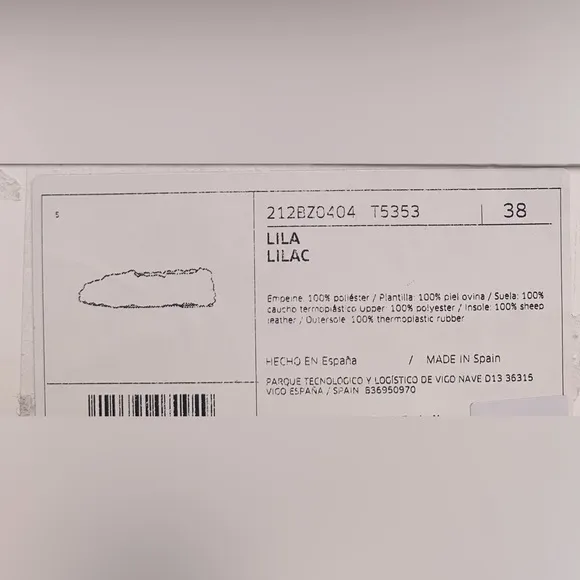 5
212BZ0404 T5353 38
LILA
LILAC
Empeine: 100% poliéster / Plantilla: 100% piel ovina / Suela: 100%
caucho termoplástico Upper: 100% polyester / Insole: 100% sheep
leather / Outersole: 100% thermoplastic rubber
HECHO EN España / MADE IN Spain
PARQUE TECNOLÓGICO Y LOGÍSTICO DE VIGO NAVE D13 36315
VIGO ESPAÑA / SPAIN B36950970